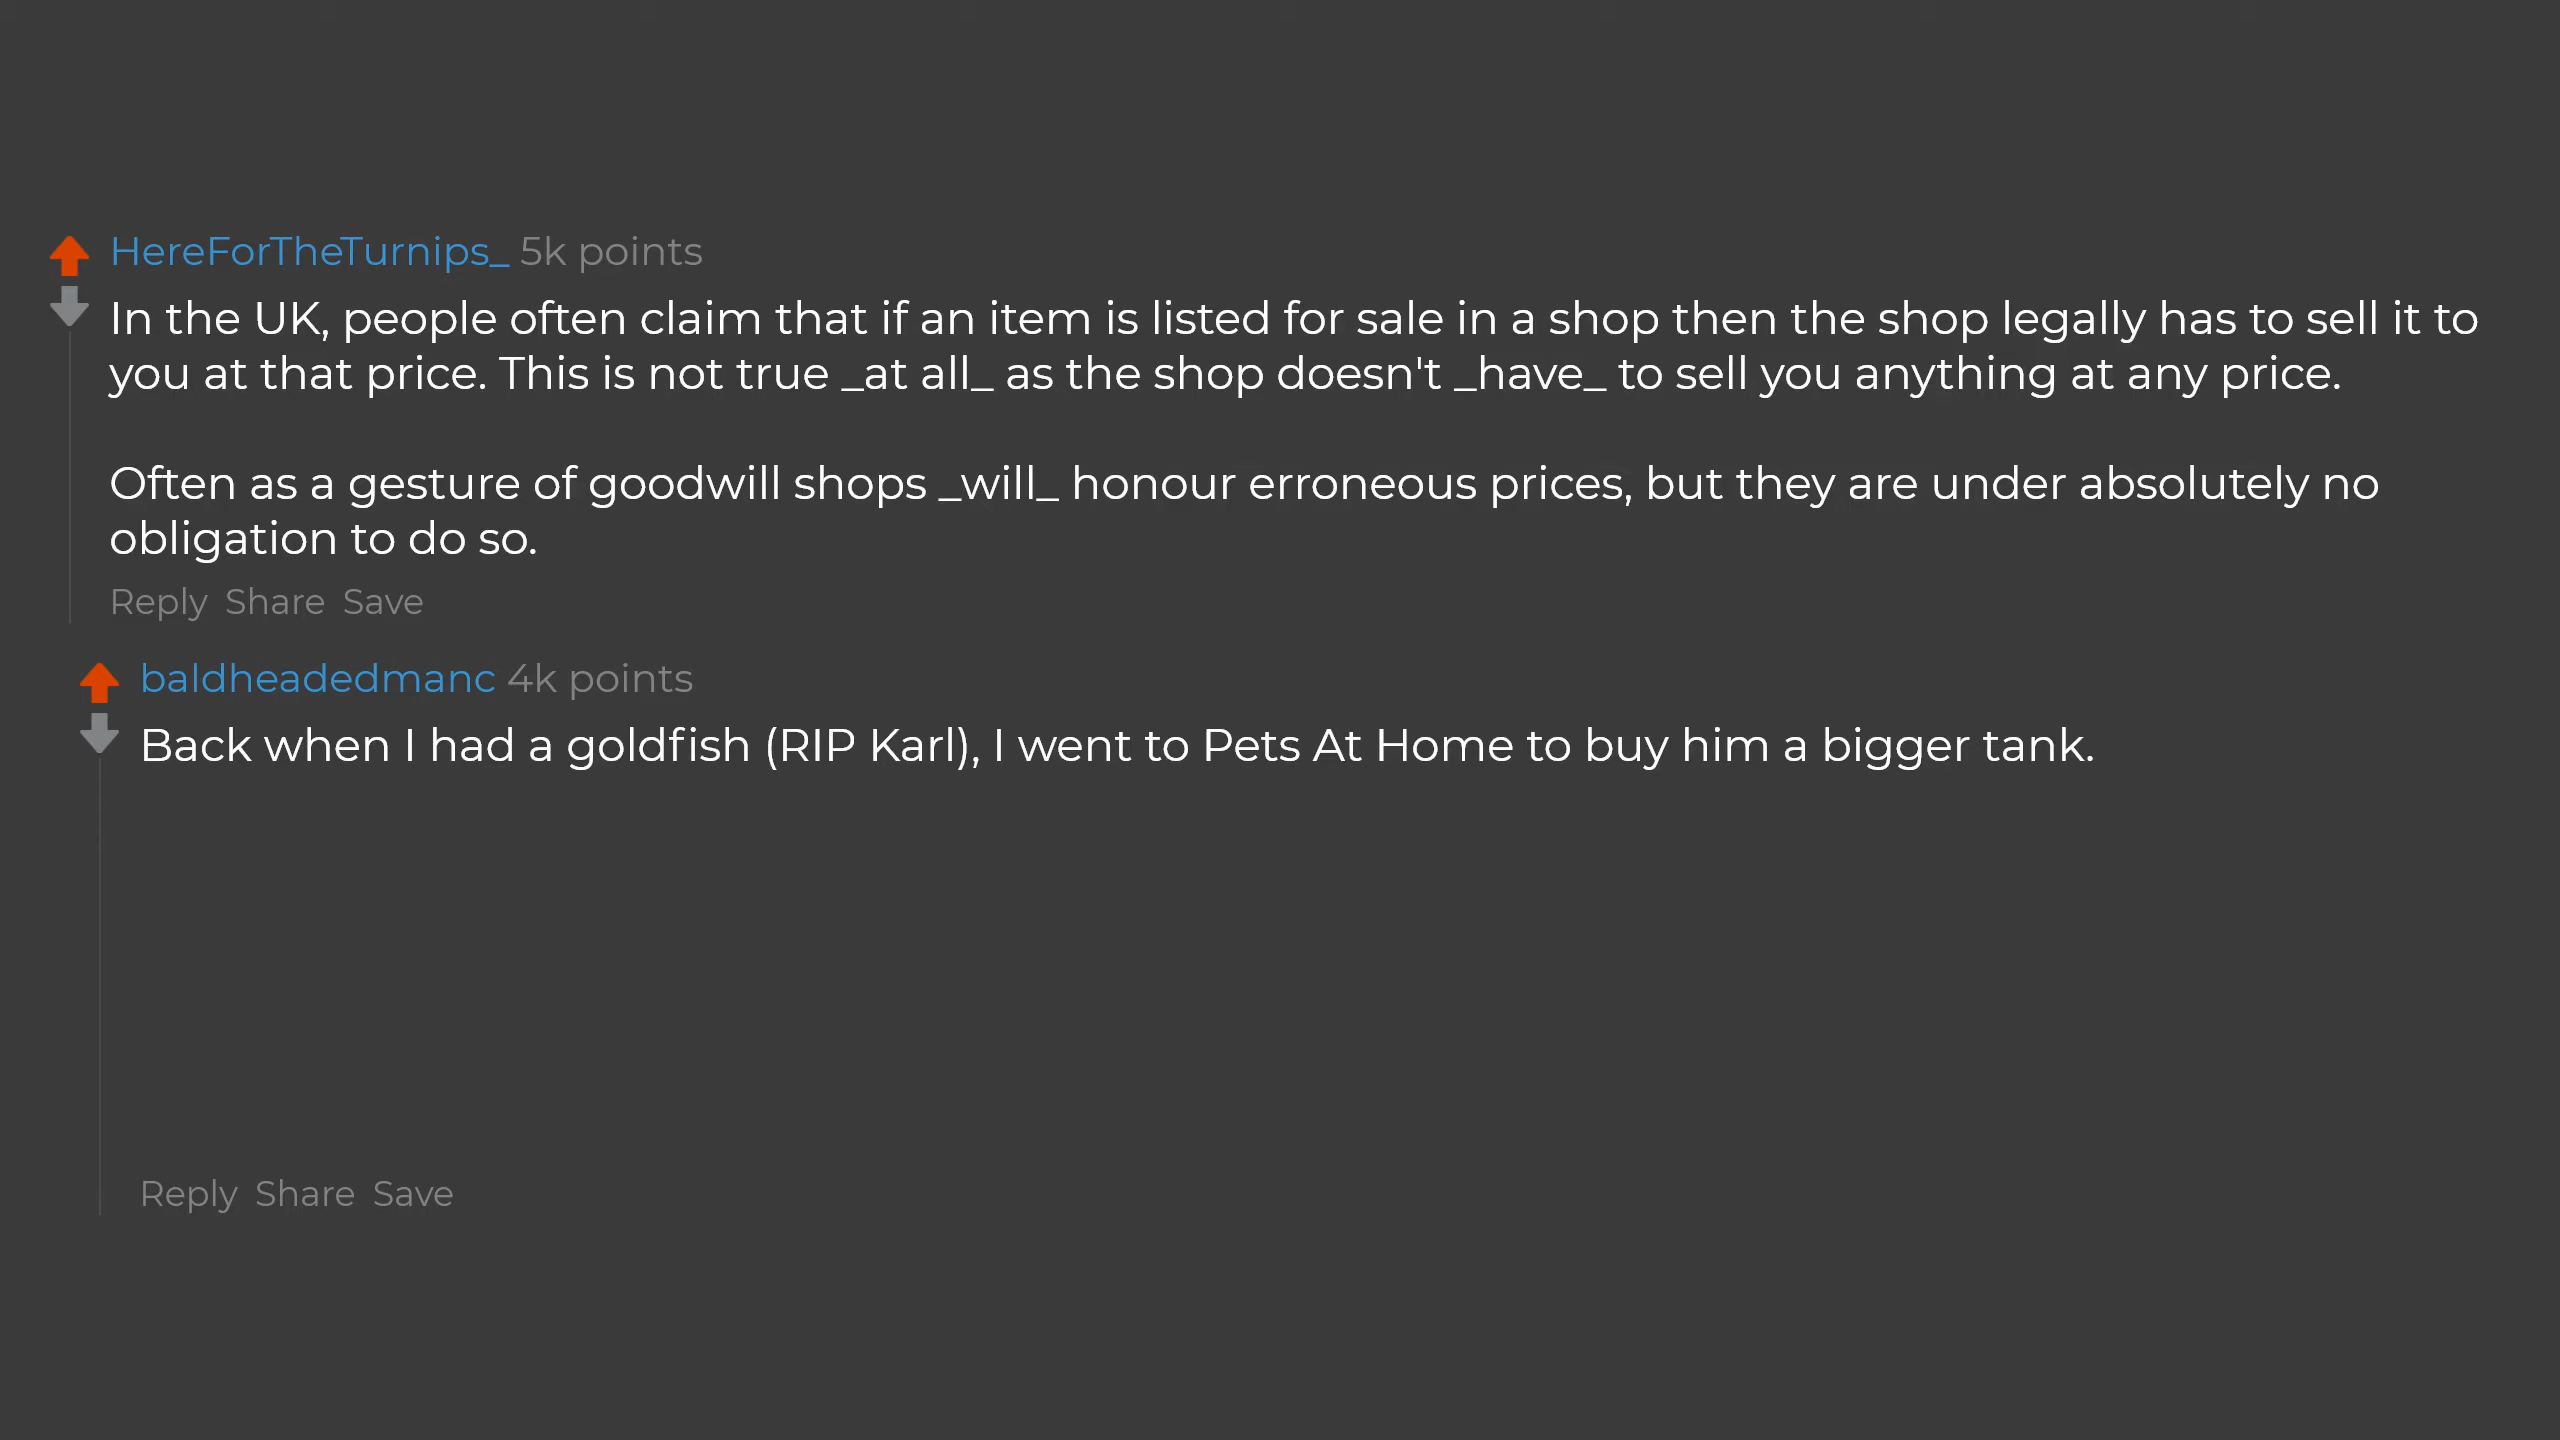 HereForTheTurnips_ 5k points
In the UK, people often claim that if an item is listed for sale in a shop then the shop legally has to sell it to
you at that price. This is not true _at all_ as the shop doesn't _have_ to sell you anything at any price.
Often as a gesture of goodwill shops _will_ honour erroneous prices, but they are under absolutely no
obligation to do so.
Reply Share Save
baldheadedmanc 4k points
Back when I had a goldfish (RIP Karl), I went to Pets At Home to buy him a bigger tank.
Reply Share Save